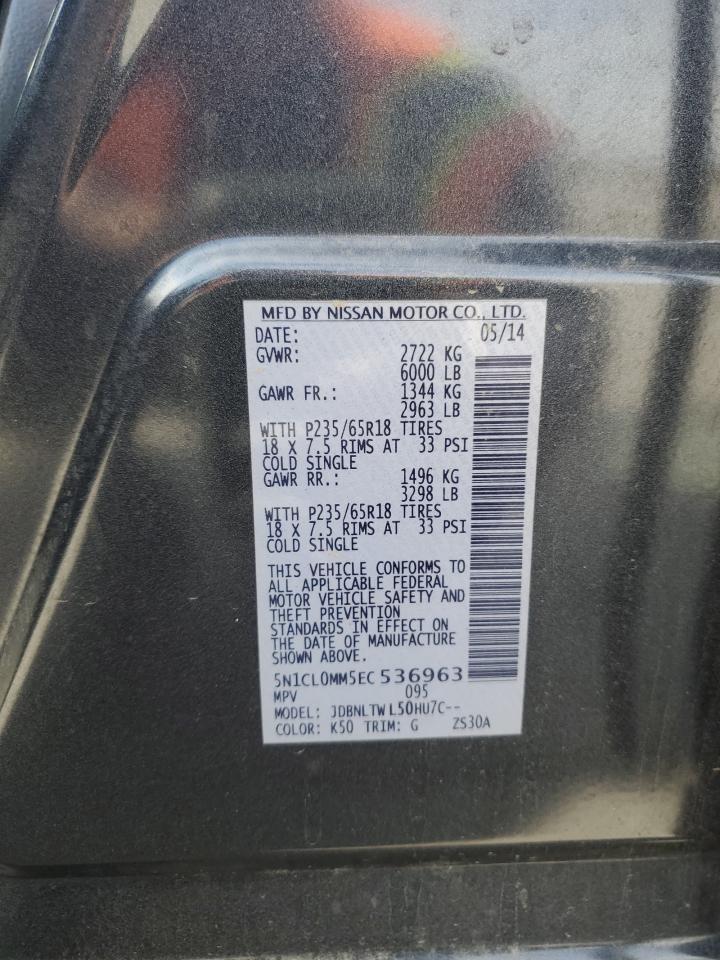 MFD BY NISSAN MOTOR CO., LTD.
DATE: 05/14
GVWR: 2722 KG
6000 LB
GAWR FR.: 1344 KG
2963 LB
WITH P235/65R18 TIRES
18 X 7.5 RIMS AT 33 PSI
COLD SINGLE
GAWR RR.: 1496 KG
3298 LB
WITH P235/65R18 TIRES
18 X 7.5 RIMS AT 33 PSI
COLD SINGLE
THIS VEHICLE CONFORMS TO
ALL APPLICABLE FEDERAL
MOTOR VEHICLE SAFETY AND
THEFT PREVENTION
STANDARDS IN EFFECT ON
THE DATE OF MANUFACTURE
SHOWN ABOVE.
5N1CL0MM5EC 536963
MPV 095
MODEL: JDBNLTW L50HU7C--
COLOR: K50 TRIM: G ZS30A